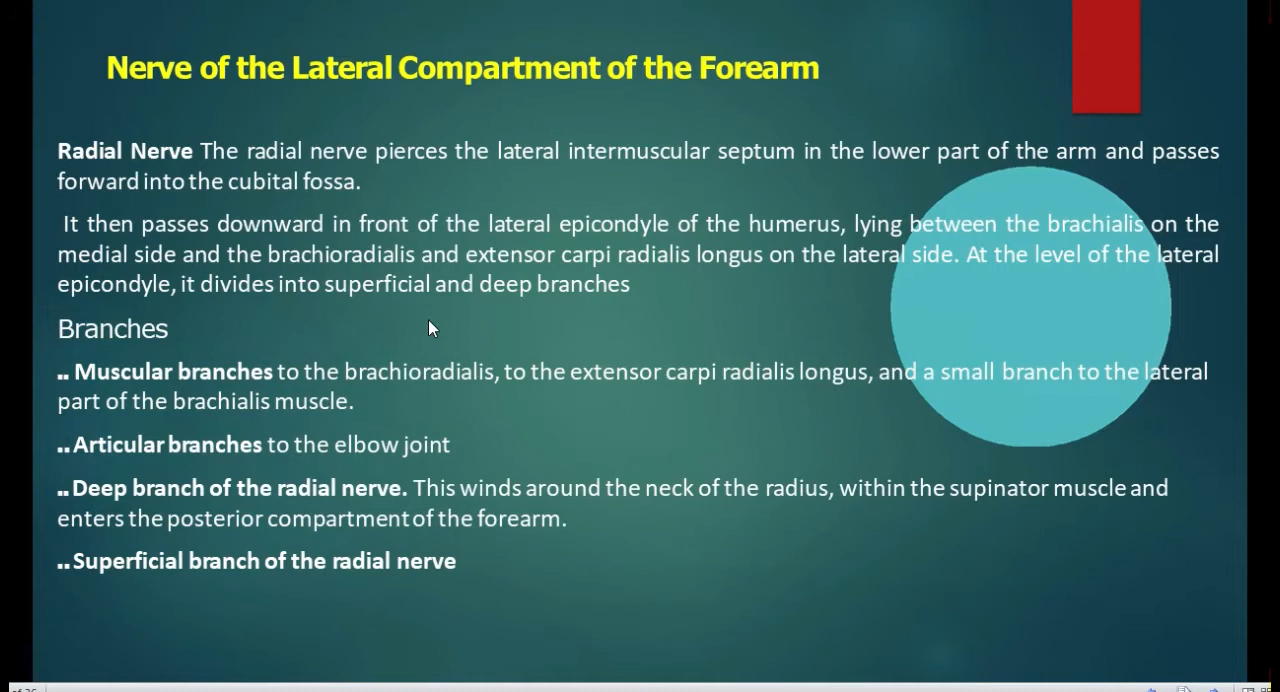 Nerve of the Lateral Compartment of the Forearm
Radial Nerve The radial nerve pierces the lateral intermuscular septum in the lower part of the arm and passes
forward into the cubital fossa.
It then passes downward in front of the lateral epicondyle of the humerus, lying between the brachialis on the
medial side and the brachioradialis and extensor carpi radialis longus on the lateral side. At the level of the lateral
epicondyle, it divides into superficial and deep branches
Branches
.. Muscular branches to the brachioradialis, to the extensor carpi radialis longus, and a small branch to the lateral
part of the brachialis muscle.
..Articular branches to the elbow joint
..Deep branch of the radial nerve. This winds around the neck of the radius, within the supinator muscle and
enters the posterior compartment of the forearm.
..Superficial branch of the radial nerve